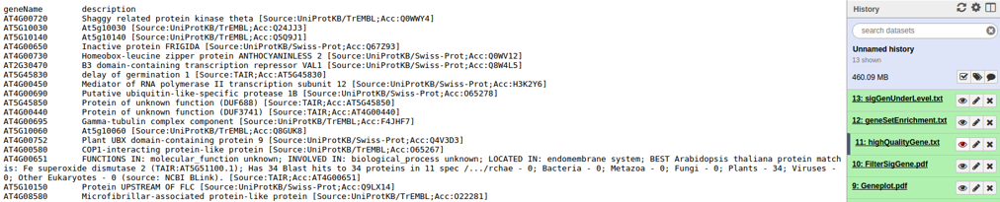 geneName description
AT4G00720 Shaggy related protein kinase theta [Source:UniProtKB/TrEMBL;Acc:Q0WWY4]
AT5G10030 At5g10030 [Source:UniProtKB/TrEMBL;Acc:Q24JJ3]
AT5G10140 At5g10140 [Source:UniProtKB/TrEMBL;Acc:Q5Q9J1]
AT4G00650 Inactive protein FRIGIDA [Source:UniProtKB/Swiss-Prot;Acc:Q67Z93]
AT4G00730 Homeobox-leucine zipper protein ANTHOCYANINLESS 2 [Source:UniProtKB/Swiss-Prot;Acc:Q0WV12]
AT2G30470 B3 domain-containing transcription repressor VAL1 [Source:UniProtKB/Swiss-Prot;Acc:Q8W4L5]
AT5G45830 delay of germination 1 [Source:TAIR;Acc:AT5G45830]
AT4G00450 Mediator of RNA polymerase II transcription subunit 12 [Source:UniProtKB/Swiss-Prot;Acc:H3K2Y6]
AT4G00690 Putative ubiquitin-like-specific protease 1B [Source:UniProtKB/Swiss-Prot;Acc:O65278]
AT5G45850 Protein of unknown function (DUF688) [Source:TAIR;Acc:AT5G45850]
AT4G00440 Protein of unknown function (DUF3741) [Source:TAIR;Acc:AT4G00440]
AT4G00695 Gamma-tubulin complex component [Source:UniProtKB/TrEMBL;Acc:F4JHF7]
AT5G10060 At5g10060 [Source:UniProtKB/TrEMBL;Acc:Q8GUK8]
AT4G00752 Plant UBX domain-containing protein 9 [Source:UniProtKB/Swiss-Prot;Acc:Q4V3D3]
AT4G00580 COP1-interacting protein-like protein [Source:UniProtKB/TrEMBL;Acc:O65267]
AT4G00651 FUNCTIONS IN: molecular_function unknown; INVOLVED IN: biological_process unknown; LOCATED IN: endomembrane system; BEST Arabidopsis thaliana protein match
is: Fe superoxide dismutase 2 (TAIR:AT5G51100.1); Has 34 Blast hits to 34 proteins in 11 spec /.../rchae - 0; Bacteria - 0; Metazoa - 0; Fungi - 0; Plants - 34; Viruses -
0; Other Eukaryotes - 0 (source: NCBI BLink). [Source:TAIR;Acc:AT4G00651]
AT5G10150 Protein UPSTREAM OF FLC [Source:UniProtKB/Swiss-Prot;Acc:Q9LX14]
AT4G08580 Microfibrillar-associated protein-like protein [Source:UniProtKB/TrEMBL;Acc:O22281]
History
search datasets
Unnamed history
13 shown
460.09 MB
13: sigGenUnderLevel.txt
12: geneSetEnrichment.txt
11: highQualityGene.txt
10: FilterSigGene.pdf
9: Geneplot.pdf